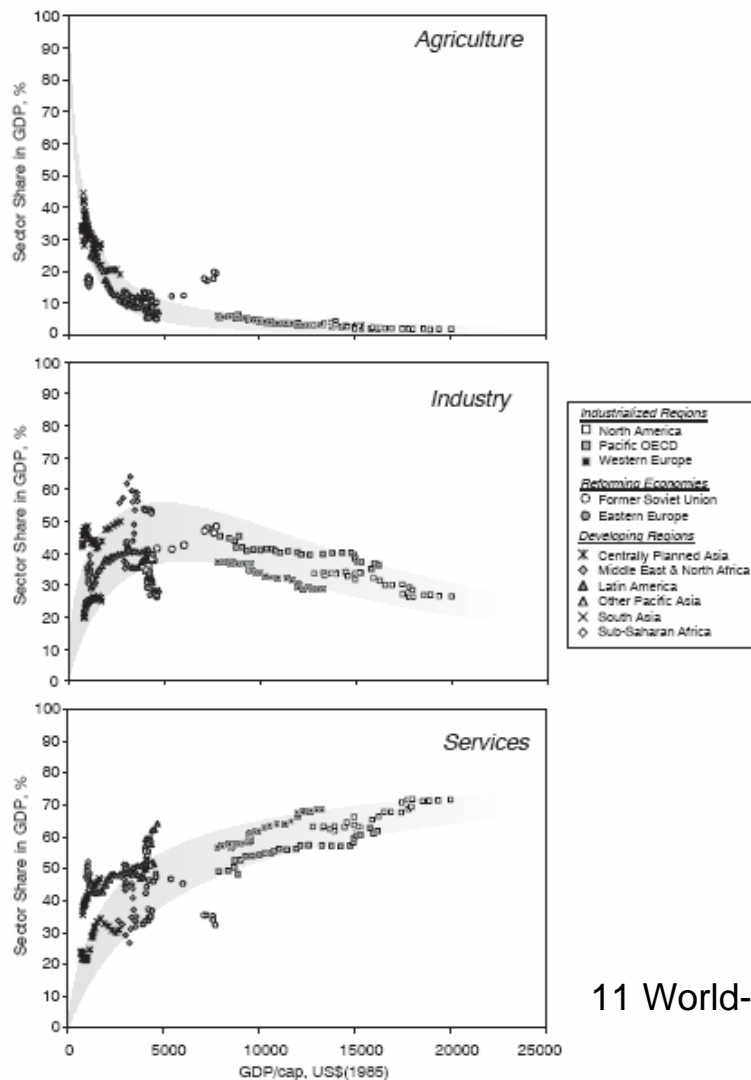 Agriculture
Sector Share in GDP, %
100
90
80
70
60
50
40
30
20
10
0
Industry
Sector Share in GDP, %
100
90
80
70
60
50
40
30
20
10
0
Industrialized Regions
North America
Pacific OECD
Western Europe
Reforming Economies
Former Soviet Union
Eastern Europe
Developing Regions
Centrally Planned Asia
Middle East & North Africa
Latin America
Other Pacific Asia
South Asia
Sub-Saharan Africa
Services
Sector Share in GDP, %
100
90
80
70
60
50
40
30
20
10
0
0 5000 10000 15000 20000 25000
GDP/cap, US$(1985)
11 World-